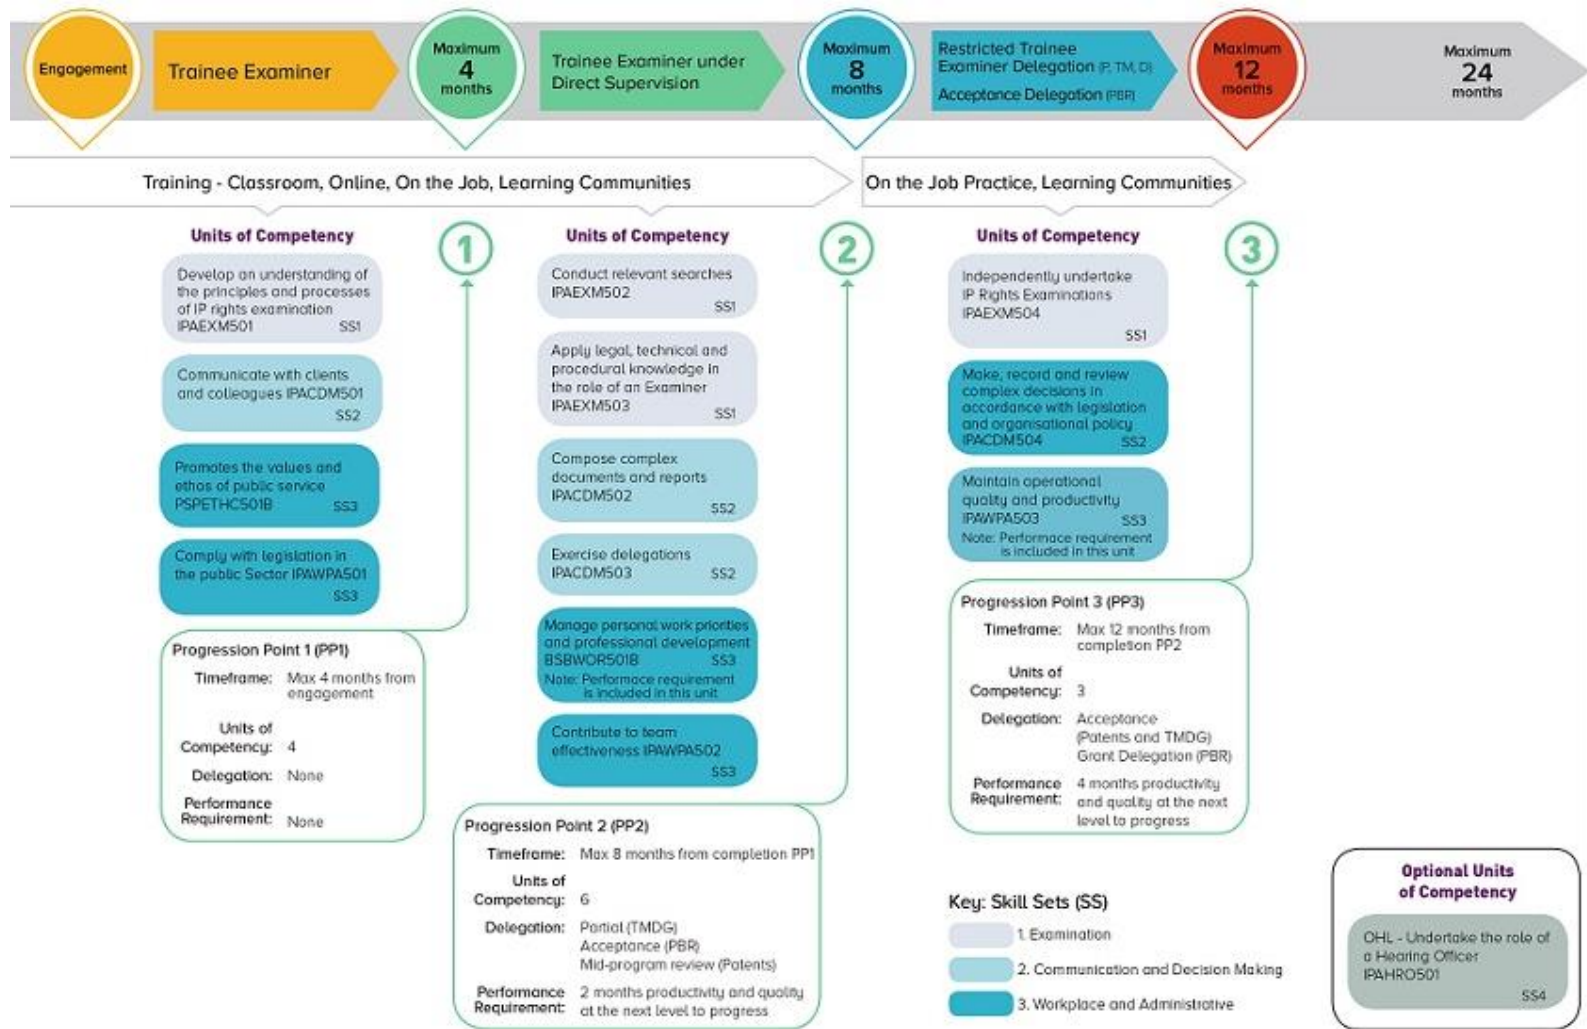 Engagement
Trainee Examiner
Maximum
4
months
Trainee Examiner under
Direct Supervision
Maximum
8
months
Restricted Trainee
Examiner Delegation (P, TM, D)
Acceptance Delegation (PBR)
Maximum
12
months
Maximum
24
months
Training - Classroom, Online, On the Job, Learning Communities
On the Job Practice, Learning Communities
Units of Competency
Develop an understanding of
the principles and processes
of IP rights examination
IPAEXM501 SS1
Communicate with clients
and colleagues IPACDM501
SS2
Promotes the values and
ethos of public service
PSPETHC501B SS3
Comply with legislation in
the public Sector IPAWPA501
SS3
1
Progression Point 1 (PP1)
Timeframe: Max 4 months from
engagement
Units of
Competency: 4
Delegation: None
Performance
Requirement: None
Units of Competency
Conduct relevant searches
IPAEXM502
SS1
Apply legal, technical and
procedural knowledge in
the role of an Examiner
IPAEXM503
SS1
Compose complex
documents and reports
IPACDM502
SS2
Exercise delegations
IPACDM503 SS2
Manage personal work priorities
and professional development
BSBWOR501B SS3
Note: Performace requirement
is included in this unit
Contribute to team
effectiveness IPAWPA502
SS3
2
Progression Point 2 (PP2)
Timeframe: Max 8 months from completion PP1
Units of
Competency: 6
Delegation: Partial (TMDG)
Acceptance (PBR)
Mid-program review (Patents)
Performance
Requirement: 2 months productivity and quality
at the next level to progress
Units of Competency
Independently undertake
IP Rights Examinations
IPAEXM504
SS1
Make, record and review
complex decisions in
accordance with legislation
and organisational policy
IPACDM504 SS2
Maintain operational
quality and productivity
IPAWPA503 SS3
Note: Performace requirement
is included in this unit
3
Progression Point 3 (PP3)
Timeframe: Max 12 months from
completion PP2
Units of
Competency: 3
Delegation: Acceptance
(Patents and TMDG)
Grant Delegation (PBR)
Performance
Requirement: 4 months productivity
and quality at the next
level to progress
Key: Skill Sets (SS)
1. Examination
2. Communication and Decision Making
3. Workplace and Administrative
Optional Units
of Competency
OHL - Undertake the role of
a Hearing Officer
IPAHRO501
SS4